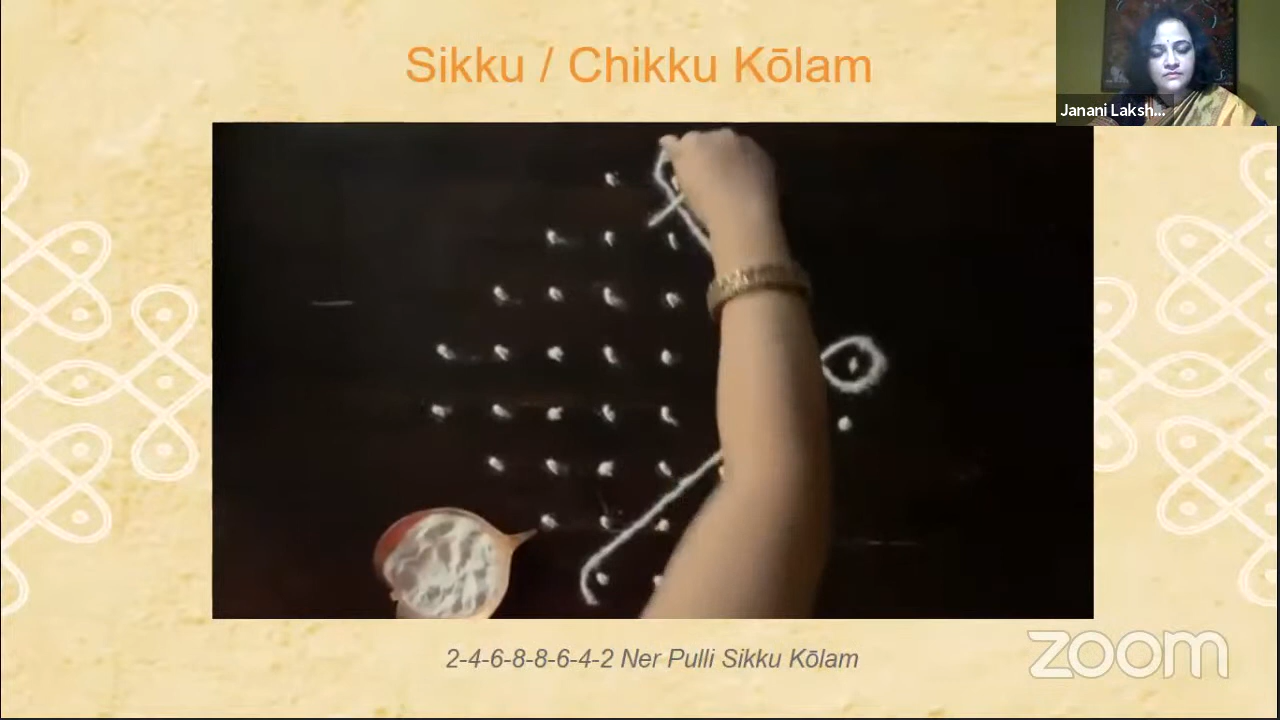 Sikku / Chikku Kōlam
Janani Laksh...
2-4-6-8-8-6-4-2 Ner Pulli Sikku Kōlam
zoom